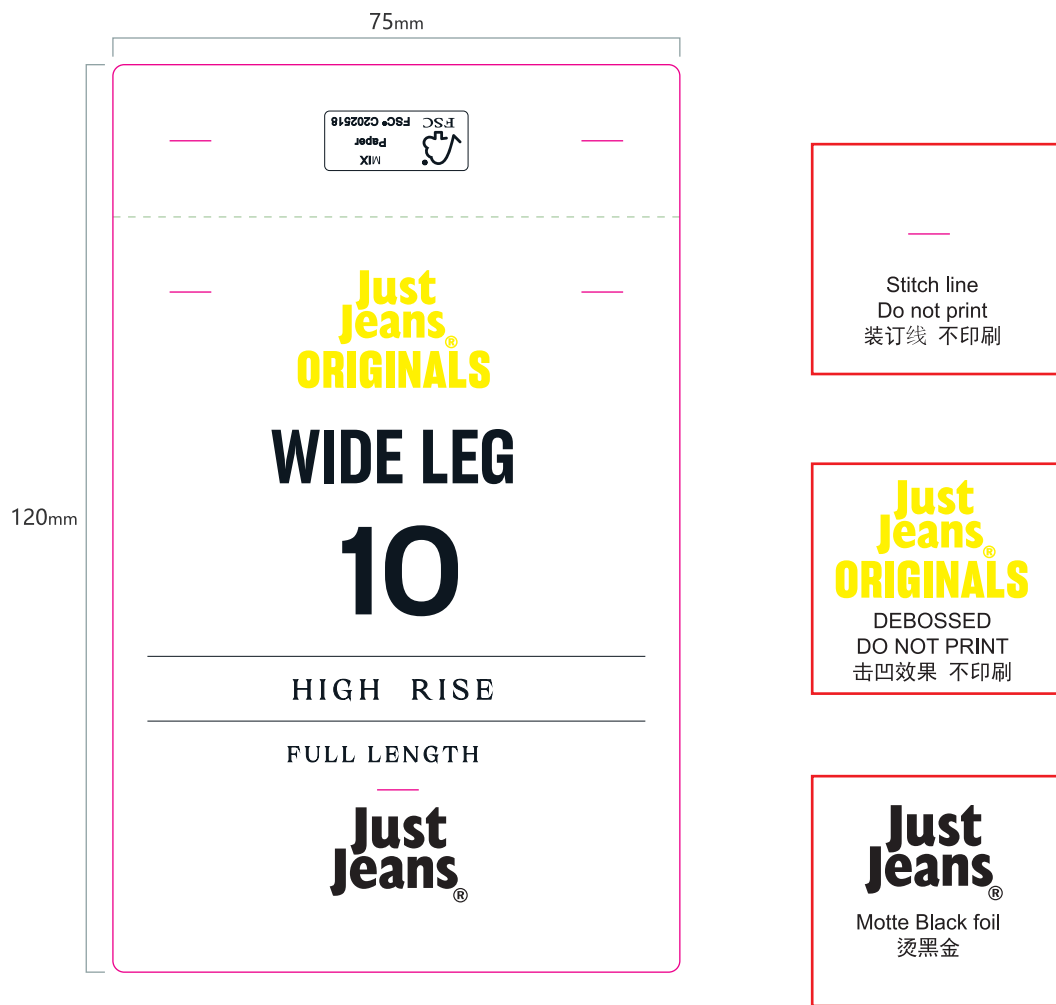 75mm
120mm
FSC® C202518
FSC
Paper
MIX
Just
Jeans®
ORIGINALS
WIDE LEG
10
HIGH RISE
FULL LENGTH
Just
Jeans®
Stitch line
Do not print
装订线 不印刷
Just
Jeans®
ORIGINALS
DEBOSSED
DO NOT PRINT
击凹效果 不印刷
Just
Jeans®
Motte Black foil
烫黑金